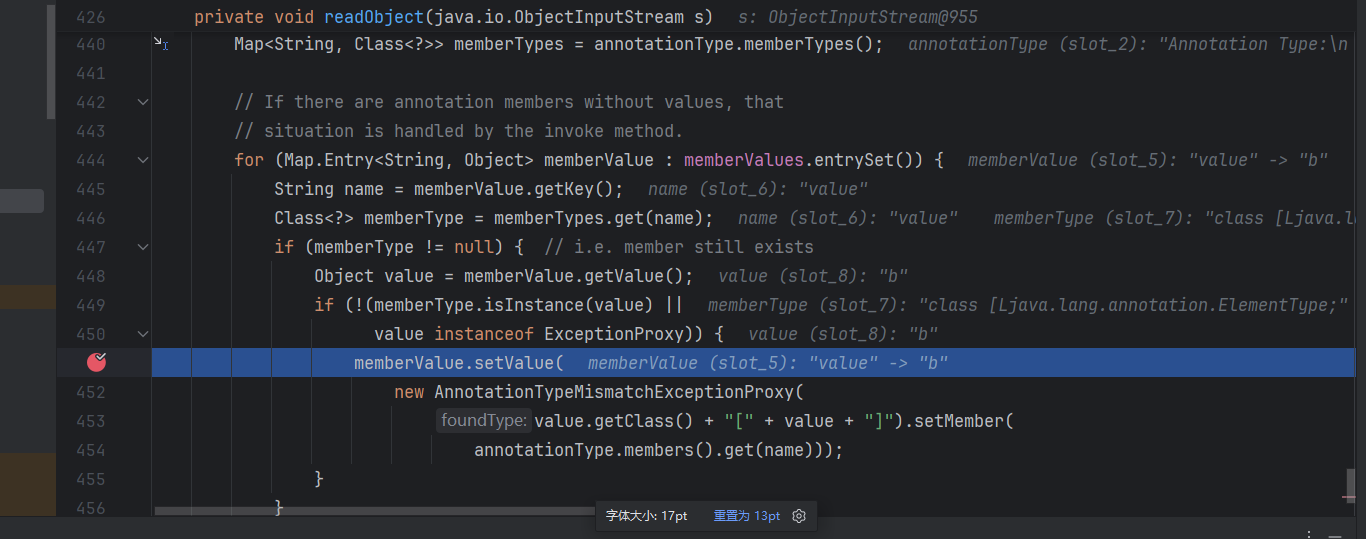 426 private void readObject(java.io.ObjectInputStream s) s: ObjectInputStream@955
440 Map<String, Class<?>> memberTypes = annotationType.memberTypes(); annotationType (slot_2): "Annotation Type:\n
441
442 // If there are annotation members without values, that
443 // situation is handled by the invoke method.
444 for (Map.Entry<String, Object> memberValue : memberValues.entrySet()) { memberValue (slot_5): "value" -> "b"
445 String name = memberValue.getKey(); name (slot_6): "value"
446 Class<?> memberType = memberTypes.get(name); name (slot_6): "value" memberType (slot_7): "class [Ljava.l
447 if (memberType != null) { // i.e. member still exists
448 Object value = memberValue.getValue(); value (slot_8): "b"
449 if (!(memberType.isInstance(value) || memberType (slot_7): "class [Ljava.lang.annotation.ElementType;"
450 value instanceof ExceptionProxy)) { value (slot_8): "b"
memberValue.setValue( memberValue (slot_5): "value" -> "b"
452 new AnnotationTypeMismatchExceptionProxy(
453 foundType: value.getClass() + "[" + value + "]").setMember(
454 annotationType.members().get(name)));
455 }
456 }
字体大小: 17pt 重置为 13pt